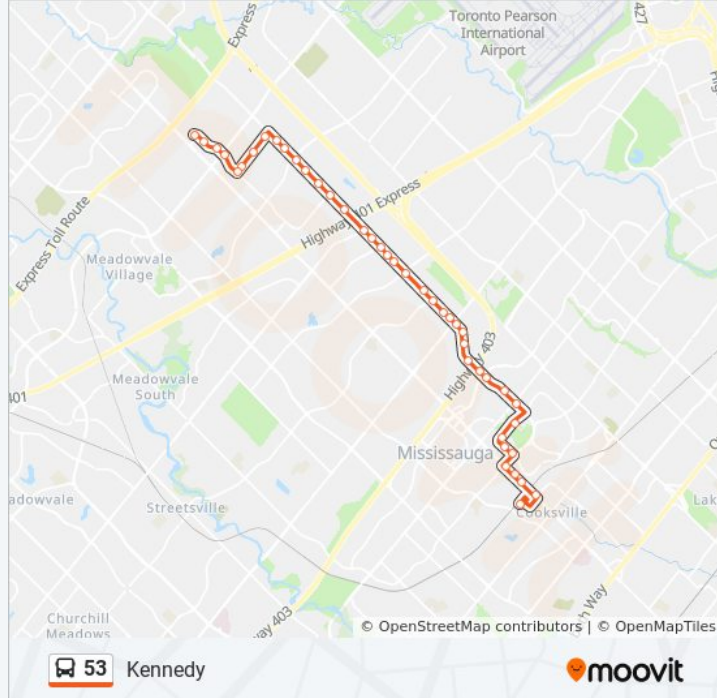 427
Toronto Pearson
International
Airport
Express
Highway 401 Express
Express Toll Route
Meadowvale
Village
Highway 403
401
Meadowvale
South
Mississauga
adowvale
Streetsville
Cooksville
Lak
Churchill
Meadows
way 403
th Way
© OpenStreetMap contributors | © OpenMapTiles
53 Kennedy
moovit